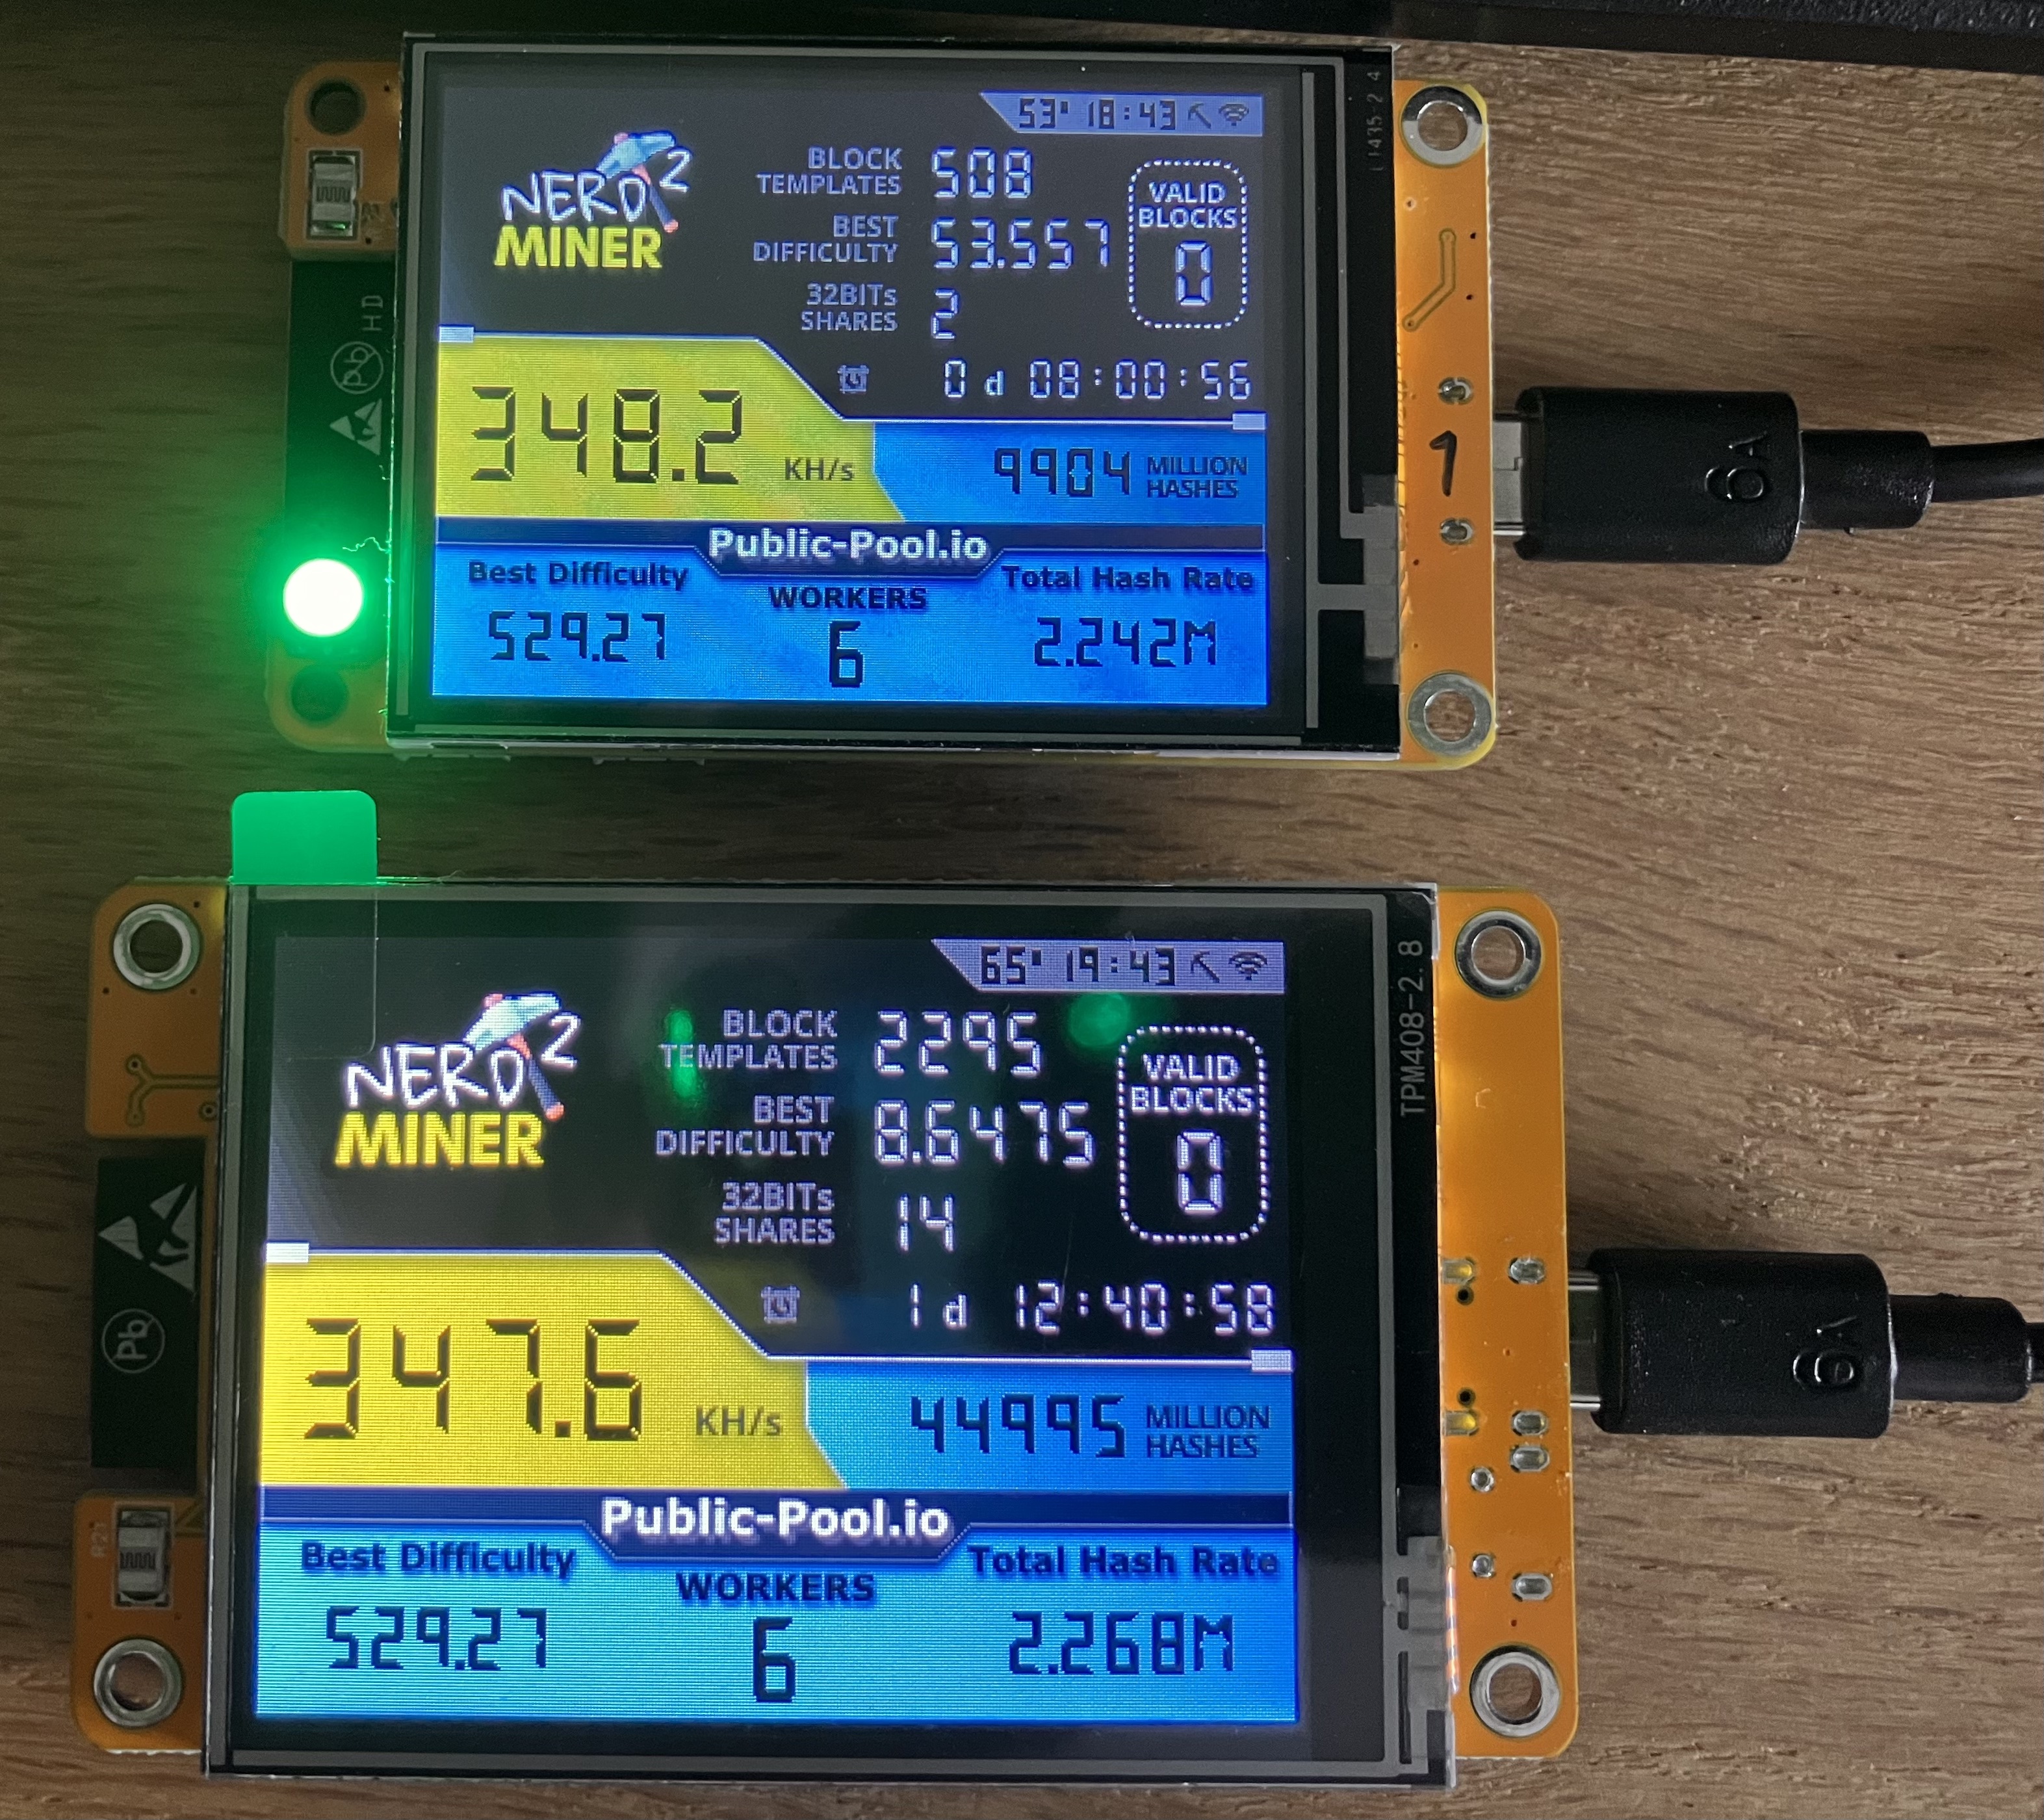 53° 18:43
NERD 2
MINER
BLOCK TEMPLATES 508
BEST DIFFICULTY 53.557
32BITs SHARES 2
VALID BLOCKS
0
0 d 08:00:56
348.2 KH/s
9904 MILLION HASHES
Public-Pool.io
Best Difficulty
WORKERS
Total Hash Rate
529.27
6
2.242M
Pb HD
1
6A
65° 19:43
NERD 2
MINER
BLOCK TEMPLATES 2295
BEST DIFFICULTY 8.6475
32BITs SHARES 14
VALID BLOCKS
0
1 d 12:40:58
347.6 KH/s
44995 MILLION HASHES
Public-Pool.io
Best Difficulty
WORKERS
Total Hash Rate
529.27
6
2.268M
TPM408-2.8
Pb
R21
6A